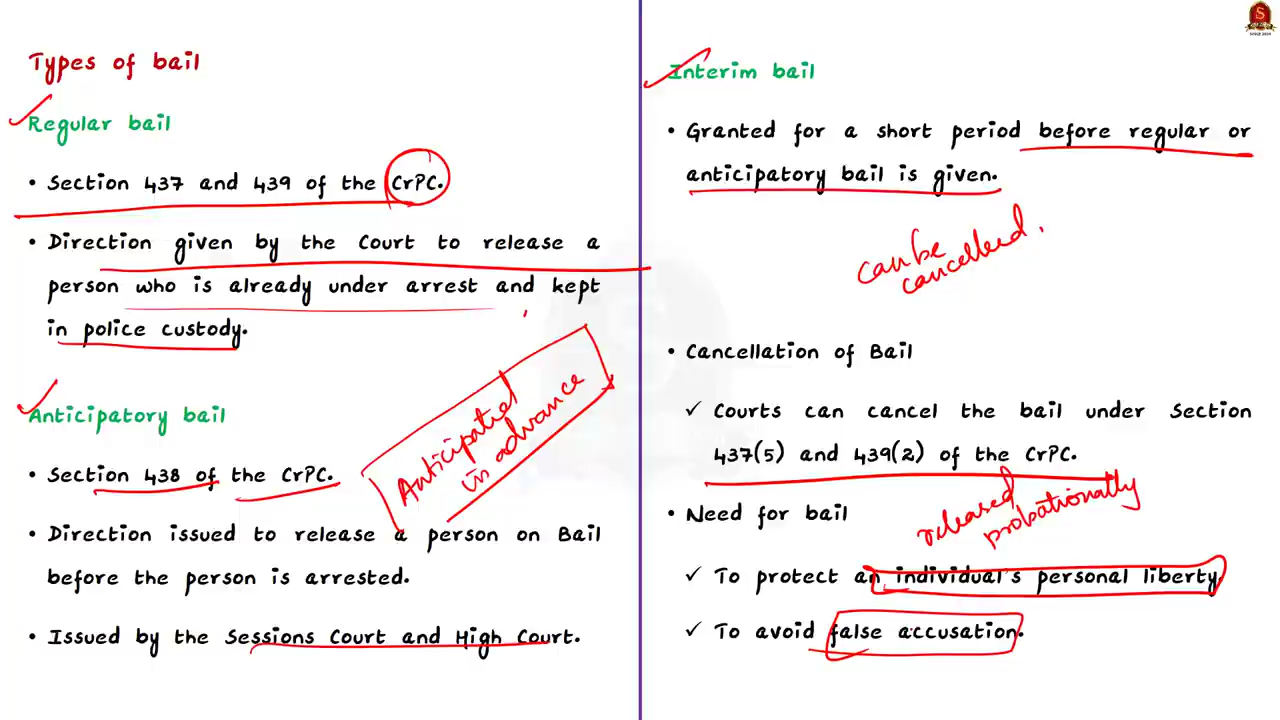 Types of bail
Regular bail
• Section 437 and 439 of the CrPC.
• Direction given by the Court to release a
person who is already under arrest and kept
in police custody.
Anticipatory bail
• Section 438 of the CrPC.
Anticipated
in advance
• Direction issued to release a person on Bail
before the person is arrested.
• Issued by the Sessions Court and High Court.
Interim bail
• Granted for a short period before regular or
anticipatory bail is given.
can be
cancelled.
• Cancellation of Bail
✓ Courts can cancel the bail under Section
437(5) and 439(2) of the CrPC.
released
probationally
• Need for bail
✓ To protect an individual's personal liberty.
✓ To avoid false accusation.